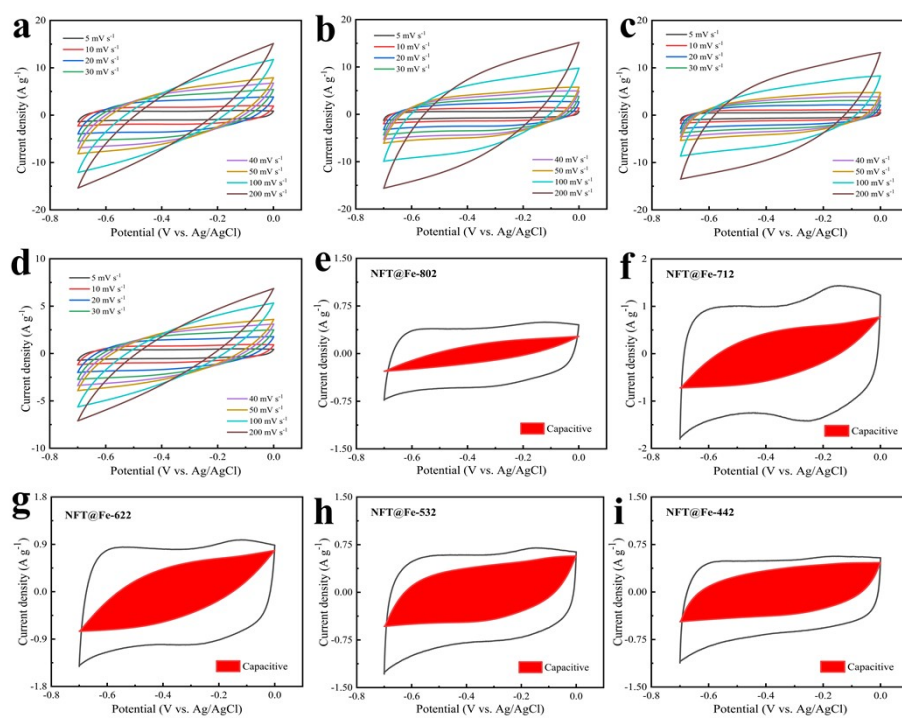 a
20
10
0
-10
-20
5 mV s⁻¹
10 mV s⁻¹
20 mV s⁻¹
30 mV s⁻¹
40 mV s⁻¹
50 mV s⁻¹
100 mV s⁻¹
200 mV s⁻¹
Current density (A g⁻¹)
-0.8 -0.6 -0.4 -0.2 0.0
Potential (V vs. Ag/AgCl)
b
20
10
0
-10
-20
5 mV s⁻¹
10 mV s⁻¹
20 mV s⁻¹
30 mV s⁻¹
40 mV s⁻¹
50 mV s⁻¹
100 mV s⁻¹
200 mV s⁻¹
Current density (A g⁻¹)
-0.8 -0.6 -0.4 -0.2 0.0
Potential (V vs. Ag/AgCl)
c
20
10
0
-10
-20
5 mV s⁻¹
10 mV s⁻¹
20 mV s⁻¹
30 mV s⁻¹
40 mV s⁻¹
50 mV s⁻¹
100 mV s⁻¹
200 mV s⁻¹
Current density (A g⁻¹)
-0.8 -0.6 -0.4 -0.2 0.0
Potential (V vs. Ag/AgCl)
d
10
5
0
-5
-10
5 mV s⁻¹
10 mV s⁻¹
20 mV s⁻¹
30 mV s⁻¹
40 mV s⁻¹
50 mV s⁻¹
100 mV s⁻¹
200 mV s⁻¹
Current density (A g⁻¹)
-0.8 -0.6 -0.4 -0.2 0.0
Potential (V vs. Ag/AgCl)
e
NFT@Fe-802
1.50
0.75
0.00
-0.75
-1.50
Capacitive
Current density (A g⁻¹)
-0.8 -0.6 -0.4 -0.2 0.0
Potential (V vs. Ag/AgCl)
f
NFT@Fe-712
2
1
0
-1
-2
Capacitive
Current density (A g⁻¹)
-0.8 -0.6 -0.4 -0.2 0.0
Potential (V vs. Ag/AgCl)
g
NFT@Fe-622
1.8
0.9
0.0
-0.9
-1.8
Capacitive
Current density (A g⁻¹)
-0.8 -0.6 -0.4 -0.2 0.0
Potential (V vs. Ag/AgCl)
h
NFT@Fe-532
1.50
0.75
0.00
-0.75
-1.50
Capacitive
Current density (A g⁻¹)
-0.8 -0.6 -0.4 -0.2 0.0
Potential (V vs. Ag/AgCl)
i
NFT@Fe-442
1.50
0.75
0.00
-0.75
-1.50
Capacitive
Current density (A g⁻¹)
-0.8 -0.6 -0.4 -0.2 0.0
Potential (V vs. Ag/AgCl)